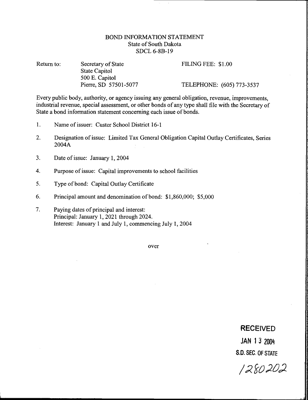 BOND INFORMATION STATEMENT
State of South Dakota
SDCL 6-8B-19
Return to: Secretary of State FILING FEE: $1.00
State Capitol
500 E. Capitol
Pierre, SD 57501-5077 TELEPHONE: (605) 773-3537
Every public body, authority, or agency issuing any general obligation, revenue, improvements,
industrial revenue, special assessment, or other bonds of any type shall file with the Secretary of
State a bond information statement concerning each issue of bonds.
1. Name of issuer: Custer School District 16-1
2. Designation of issue: Limited Tax General Obligation Capital Outlay Certificates, Series
2004A
3. Date of issue: January 1, 2004
4. Purpose of issue: Capital improvements to school facilities
5. Type of bond: Capital Outlay Certificate
6. Principal amount and denomination of bond: $1,860,000; $5,000
7. Paying dates of principal and interest:
Principal: January 1, 2021 through 2024.
Interest: January 1 and July 1, commencing July 1, 2004
over
RECEIVED
JAN 13 2004
S.D. SEC. OF STATE
1280202